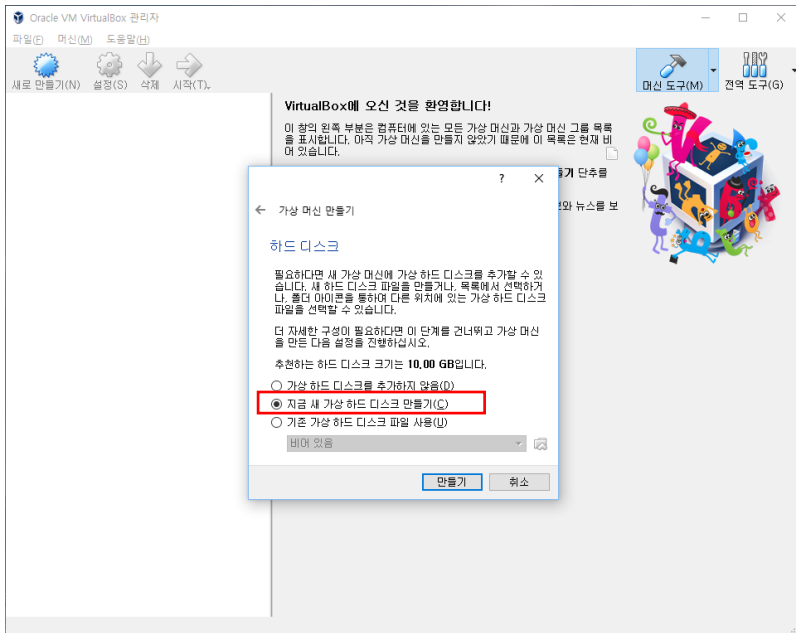 Oracle VM VirtualBox 관리자
파일(F) 머신(M) 도움말(H)
새로 만들기(N) 설정(S) 삭제 시작(T)
머신 도구(M) 전역 도구(G)
VirtualBox에 오신 것을 환영합니다!
이 창의 왼쪽 부분은 컴퓨터에 있는 모든 가상 머신과 가상 머신 그룹 목록
을 표시합니다. 아직 가상 머신을 만들지 않았기 때문에 이 목록은 현재 비
어 있습니다.
기 단추를
와 뉴스를 보
? ×
← 가상 머신 만들기
하드 디스크
필요하다면 새 가상 머신에 가상 하드 디스크를 추가할 수 있
습니다. 새 하드 디스크 파일을 만들거나, 목록에서 선택하거
나, 폴더 아이콘을 통하여 다른 위치에 있는 가상 하드 디스크
파일을 선택할 수 있습니다.
더 자세한 구성이 필요하다면 이 단계를 건너뛰고 가상 머신
을 만든 다음 설정을 진행하십시오.
추천하는 하드 디스크 크기는 10.00 GB입니다.
가상 하드 디스크를 추가하지 않음(D)
지금 새 가상 하드 디스크 만들기(C)
기존 가상 하드 디스크 파일 사용(U)
비어 있음
만들기 취소